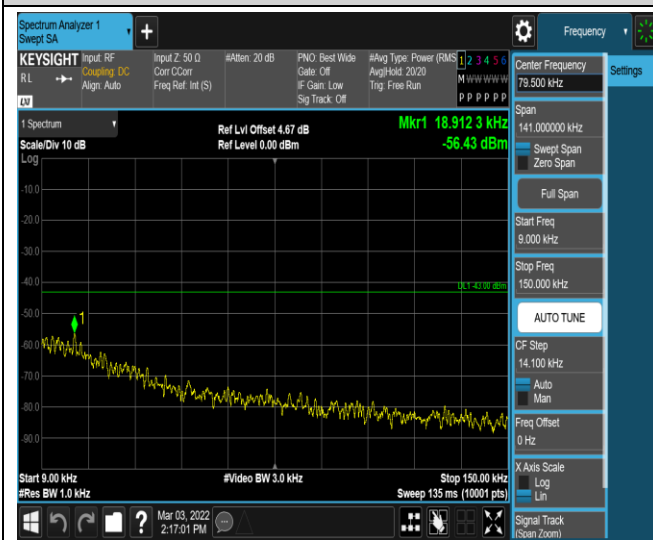 Spectrum Analyzer 1
Swept SA
+
Frequency
KEYSIGHT
RL
LXI
Input: RF
Coupling: DC
Align: Auto
Input Z: 50 Ω
Corr CCorr
Freq Ref: Int (S)
#Atten: 20 dB
PNO: Best Wide
Gate: Off
IF Gain: Low
Sig Track: Off
#Avg Type: Power (RMS
Avg|Hold: 20/20
Trig: Free Run
1 2 3 4 5 6
M W W W W W
P P P P P P
Settings
Center Frequency
79.500 kHz
Span
141.000000 kHz
Swept Span
Zero Span
Full Span
Start Freq
9.000 kHz
Stop Freq
150.000 kHz
AUTO TUNE
CF Step
14.100 kHz
Auto
Man
Freq Offset
0 Hz
X Axis Scale
Log
Lin
Signal Track
(Span Zoom)
1 Spectrum
Scale/Div 10 dB
Ref Lvl Offset 4.67 dB
Ref Level 0.00 dBm
Mkr1 18.912 3 kHz
-56.43 dBm
Log
-10.0
-20.0
-30.0
-40.0
DL1 -43.00 dBm
-50.0
1
-60.0
-70.0
-80.0
-90.0
Start 9.00 kHz
#Video BW 3.0 kHz
Stop 150.00 kHz
#Res BW 1.0 kHz
Sweep 135 ms (10001 pts)
?
Mar 03, 2022
2:17:01 PM